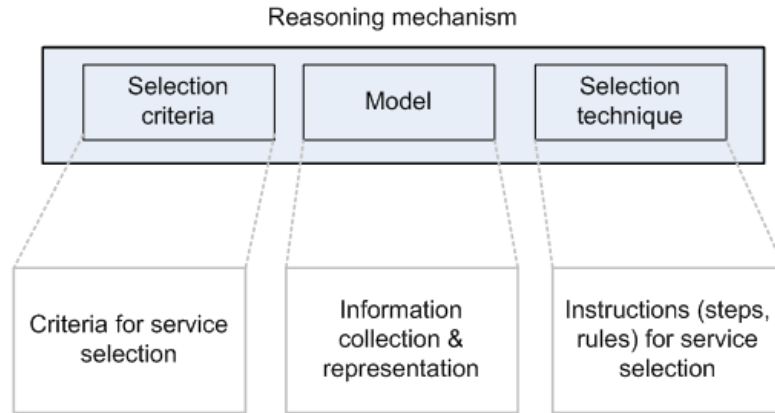 Reasoning mechanism
Selection
criteria
Model
Selection
technique
Criteria for service
selection
Information
collection &
representation
Instructions (steps,
rules) for service
selection